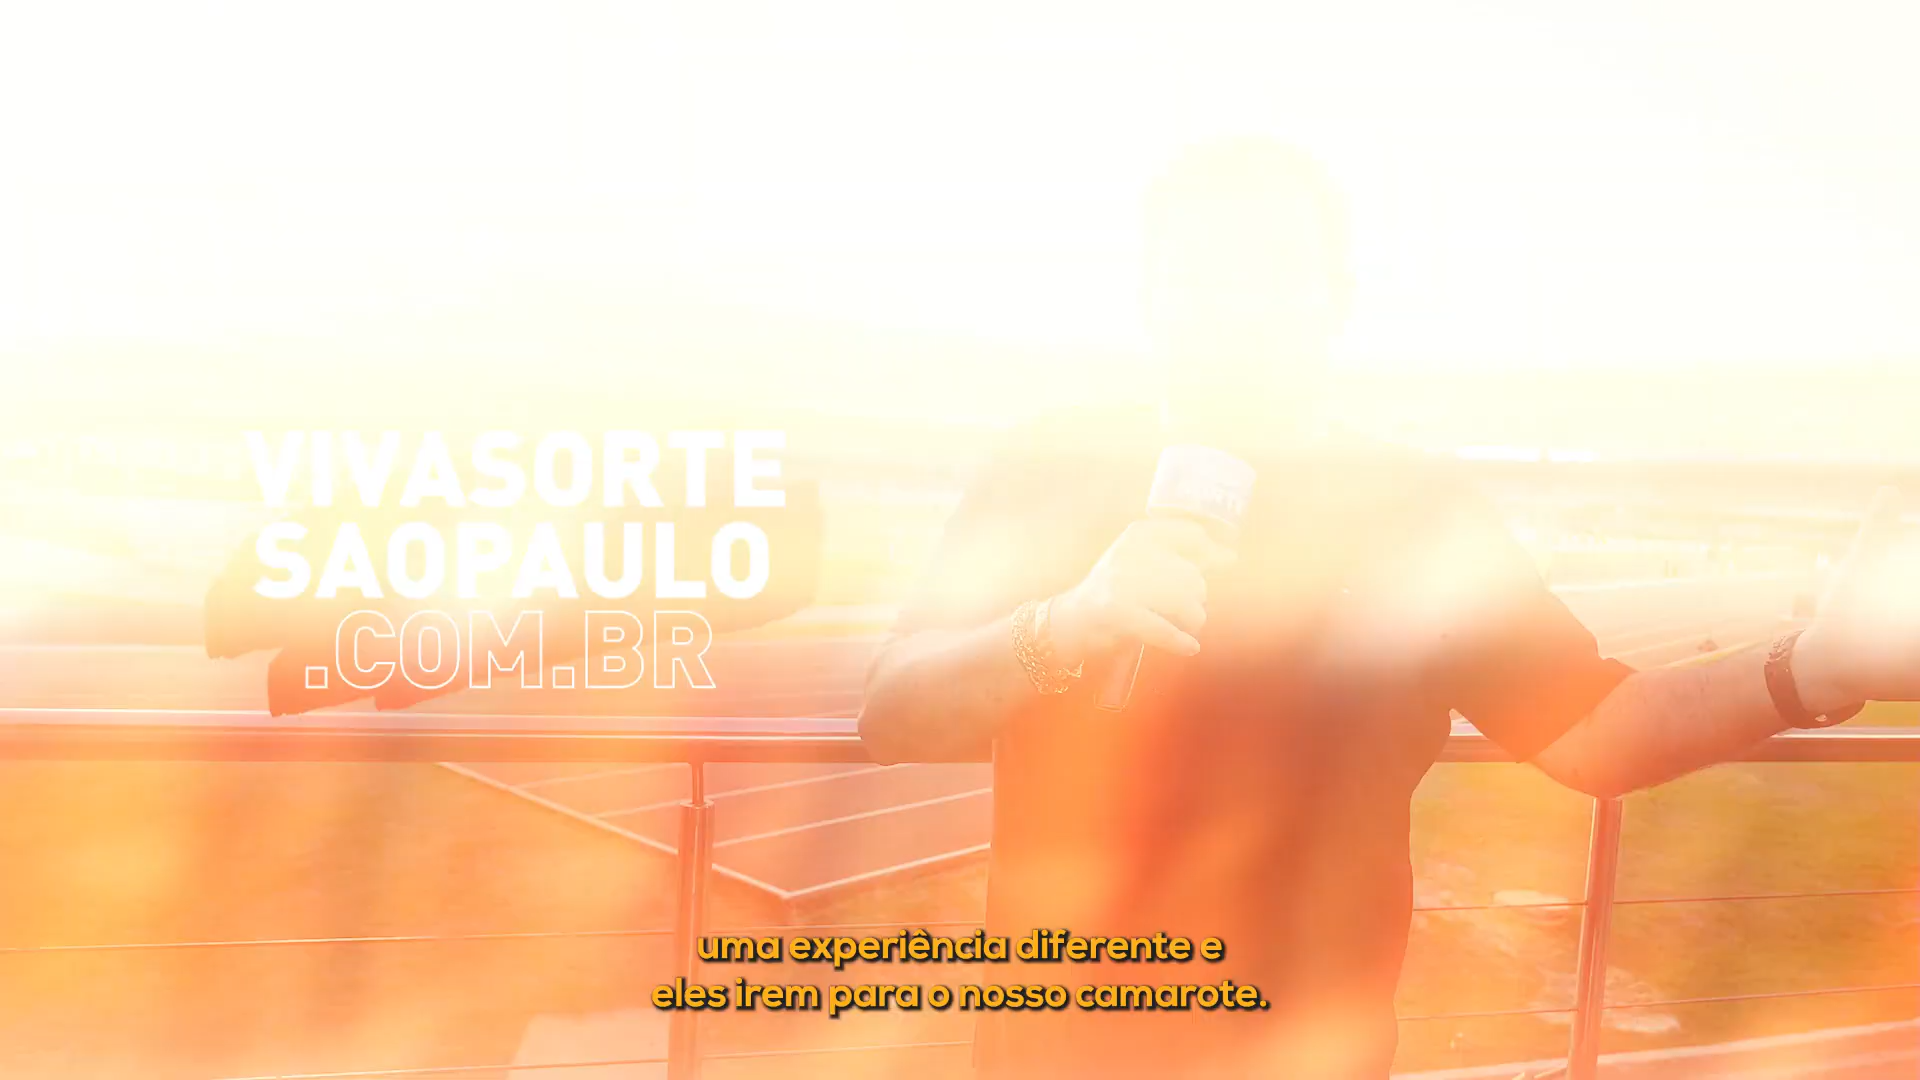 VIVASORTE
SAOPAULO
.COM.BR
uma experiência diferente e
eles irem para o nosso camarote.